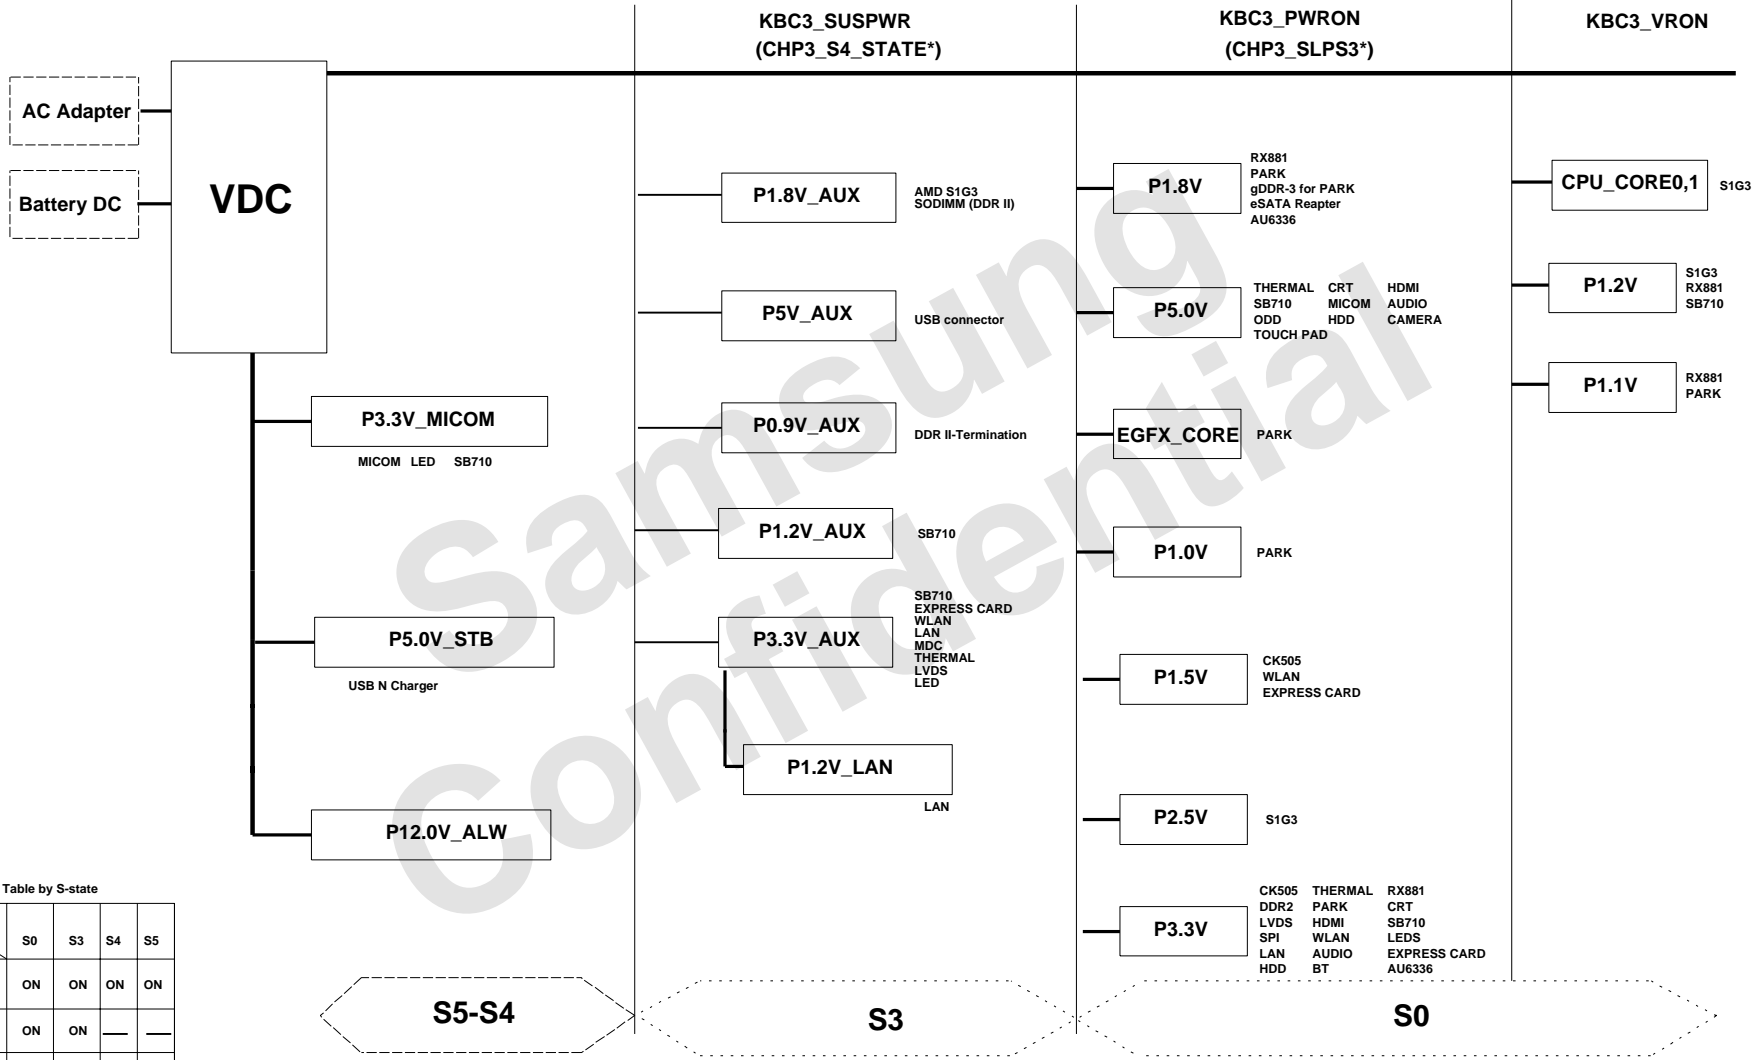 KBC3_SUSPWR
(CHP3_S4_STATE*)
KBC3_PWRON
(CHP3_SLPS3*)
KBC3_VRON
AC Adapter
Battery DC
VDC
P3.3V_MICOM
MICOM LED SB710
P5.0V_STB
USB N Charger
P12.0V_ALW
P1.8V_AUX
AMD S1G3
SODIMM (DDR II)
P5V_AUX
USB connector
P0.9V_AUX
DDR II-Termination
P1.2V_AUX
SB710
P3.3V_AUX
SB710
EXPRESS CARD
WLAN
LAN
MDC
THERMAL
LVDS
LED
P1.2V_LAN
LAN
P1.8V
RX881
PARK
gDDR-3 for PARK
eSATA Reapter
AU6336
P5.0V
THERMAL CRT HDMI
SB710 MICOM AUDIO
ODD HDD CAMERA
TOUCH PAD
EGFX_CORE
PARK
P1.0V
PARK
P1.5V
CK505
WLAN
EXPRESS CARD
P2.5V
S1G3
P3.3V
CK505 THERMAL RX881
DDR2 PARK CRT
LVDS HDMI SB710
SPI WLAN LEDS
LAN AUDIO EXPRESS CARD
HDD BT AU6336
CPU_CORE0,1
S1G3
P1.2V
S1G3
RX881
SB710
P1.1V
RX881
PARK
Samsung
Confidential
Table by S-state
S0 S3 S4 S5
ON ON ON ON
ON ON — —
S5-S4
S3
S0